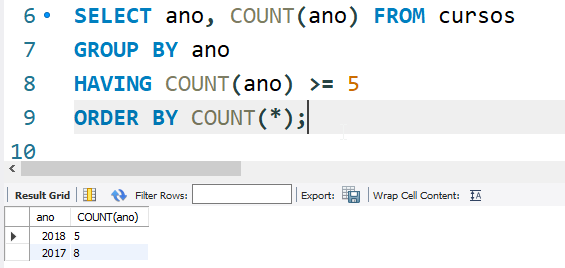 6 SELECT ano, COUNT(ano) FROM cursos
7 GROUP BY ano
8 HAVING COUNT(ano) >= 5
9 ORDER BY COUNT(*);
10
Result Grid Filter Rows: Export: Wrap Cell Content: IA
ano COUNT(ano)
2018 5
2017 8